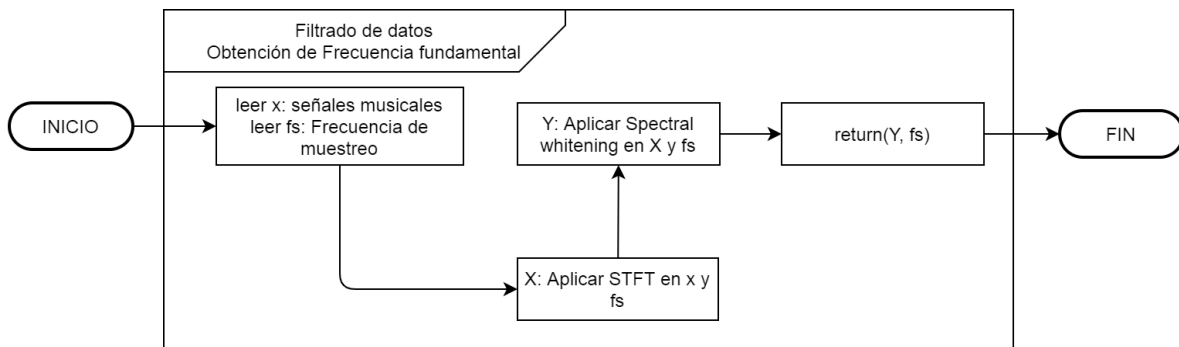 Filtrado de datos
Obtención de Frecuencia fundamental
INICIO
leer x: señales musicales
leer fs: Frecuencia de
muestreo
X: Aplicar STFT en x y
fs
Y: Aplicar Spectral
whitening en X y fs
return(Y, fs)
FIN